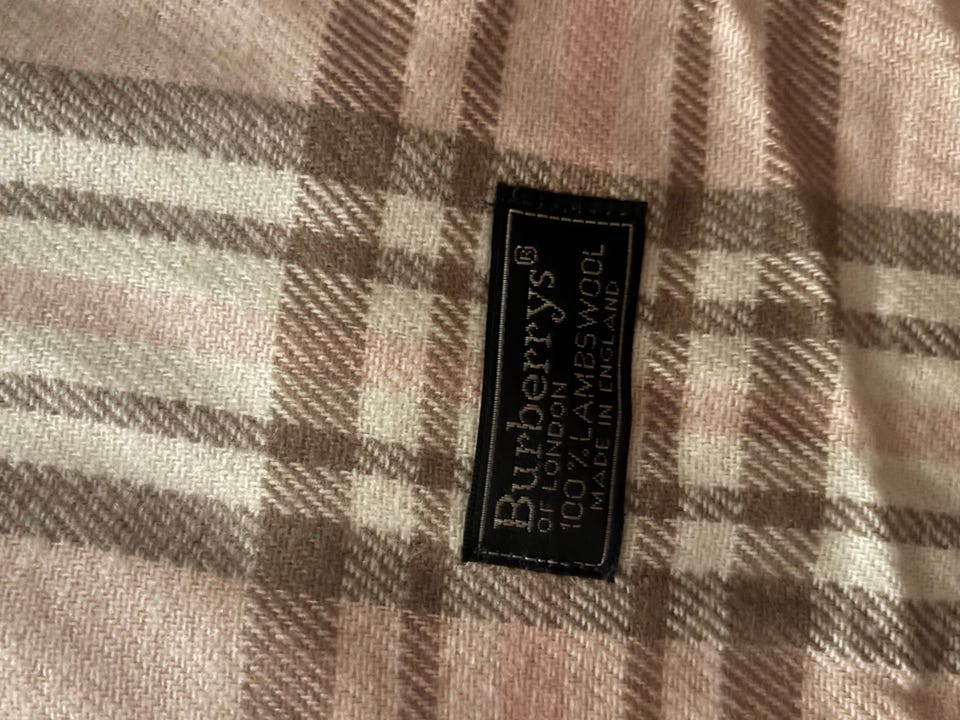 Burberrys®
OF LONDON
100% LAMBSWOOL
MADE IN ENGLAND